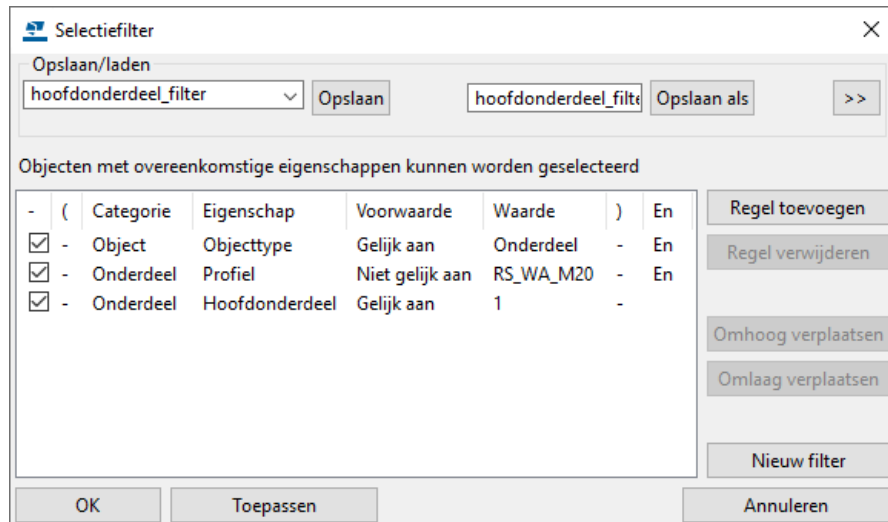 Selectiefilter
Opslaan/laden
hoofdonderdeel_filter Opslaan hoofdonderdeel_filte Opslaan als >>
Objecten met overeenkomstige eigenschappen kunnen worden geselecteerd
- ( Categorie Eigenschap Voorwaarde Waarde ) En Regel toevoegen
- Object Objecttype Gelijk aan Onderdeel - En
Regel verwijderen
- Onderdeel Profiel Niet gelijk aan RS_WA_M20 - En
- Onderdeel Hoofdonderdeel Gelijk aan 1 -
Omhoog verplaatsen
Omlaag verplaatsen
Nieuw filter
OK Toepassen Annuleren